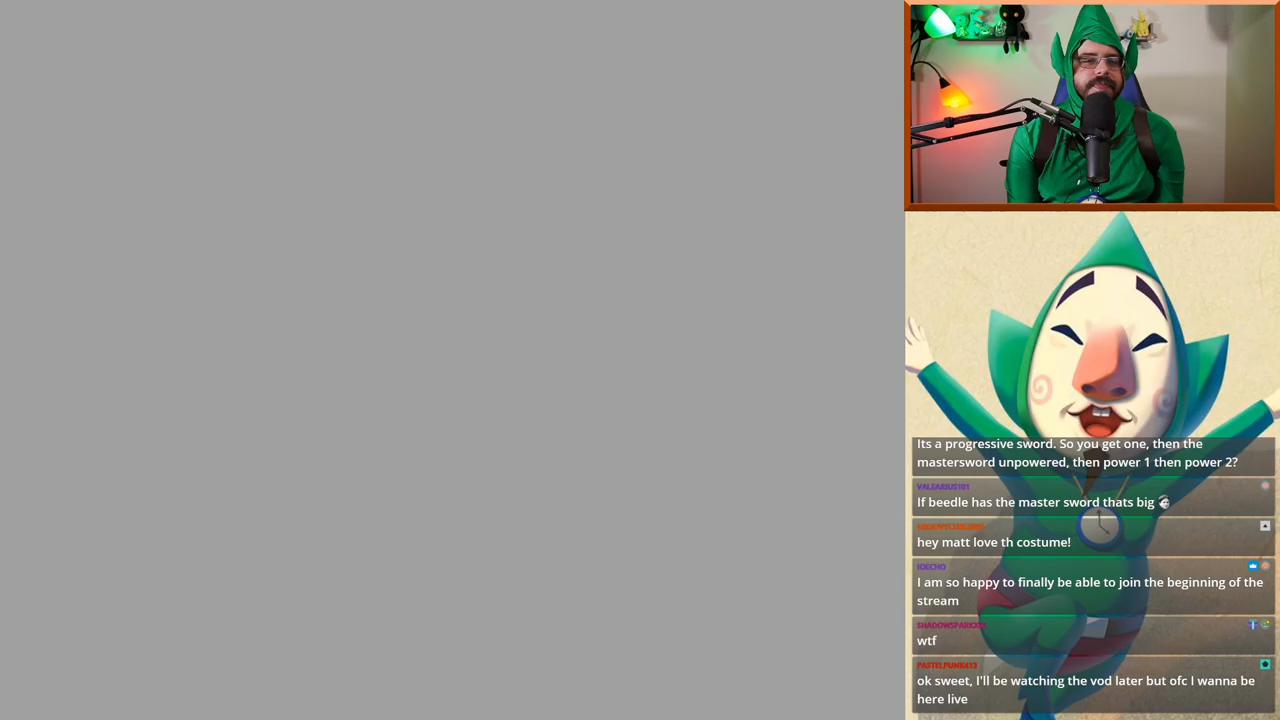 Its a progressive sword. So you get one, then the
mastersword unpowered, then power 1 then power 2?
VALZARIUS101
If beedle has the master sword thats big
hey matt love th costume!
IOECHO
I am so happy to finally be able to join the beginning of the
stream
wtf
PASTELPUNK413
ok sweet, I'll be watching the vod later but ofc I wanna be
here live